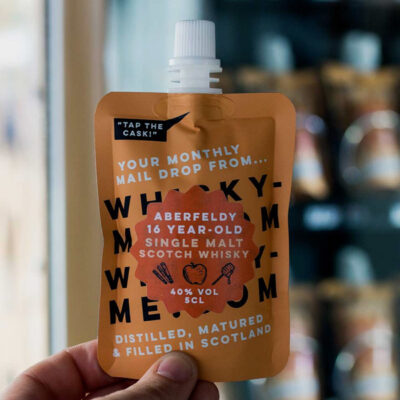 "TAP THE
CASK!"
YOUR MONTHLY
MAIL DROP FROM...
WHISKY-
ABERFELDY
16 YEAR-OLD
SINGLE MALT
SCOTCH WHISKY
40% VOL
5CL
DISTILLED, MATURED
& FILLED IN SCOTLAND